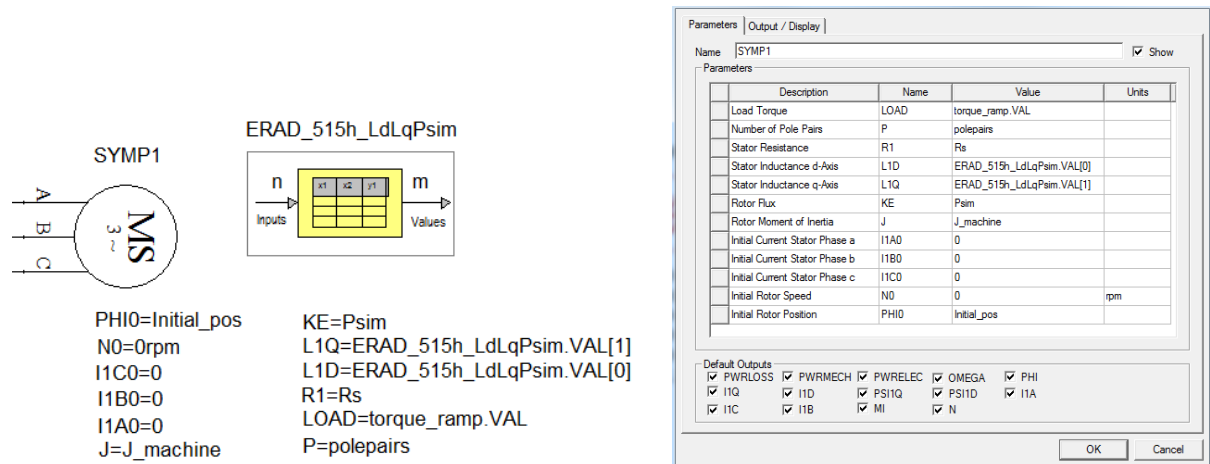 ERAD_515h_LdLqPsim
SYMP1
A
B
C
MS
3 ~
n
Inputs
x1 x2 y1
m
Values
PHI0=Initial_pos
N0=0rpm
I1C0=0
I1B0=0
I1A0=0
J=J_machine
KE=Psim
L1Q=ERAD_515h_LdLqPsim.VAL[1]
L1D=ERAD_515h_LdLqPsim.VAL[0]
R1=Rs
LOAD=torque_ramp.VAL
P=polepairs
Parameters Output / Display
Name SYMP1 Show
Parameters
Description Name Value Units
Load Torque LOAD torque_ramp.VAL
Number of Pole Pairs P polepairs
Stator Resistance R1 Rs
Stator Inductance d-Axis L1D ERAD_515h_LdLqPsim.VAL[0]
Stator Inductance q-Axis L1Q ERAD_515h_LdLqPsim.VAL[1]
Rotor Flux KE Psim
Rotor Moment of Inertia J J_machine
Initial Current Stator Phase a I1A0 0
Initial Current Stator Phase b I1B0 0
Initial Current Stator Phase c I1C0 0
Initial Rotor Speed N0 0 rpm
Initial Rotor Position PHI0 Initial_pos
Default Outputs
PWRLOSS PWRMECH PWRELEC OMEGA PHI
I1Q I1D PSI1Q PSI1D I1A
I1C I1B MI N
OK Cancel